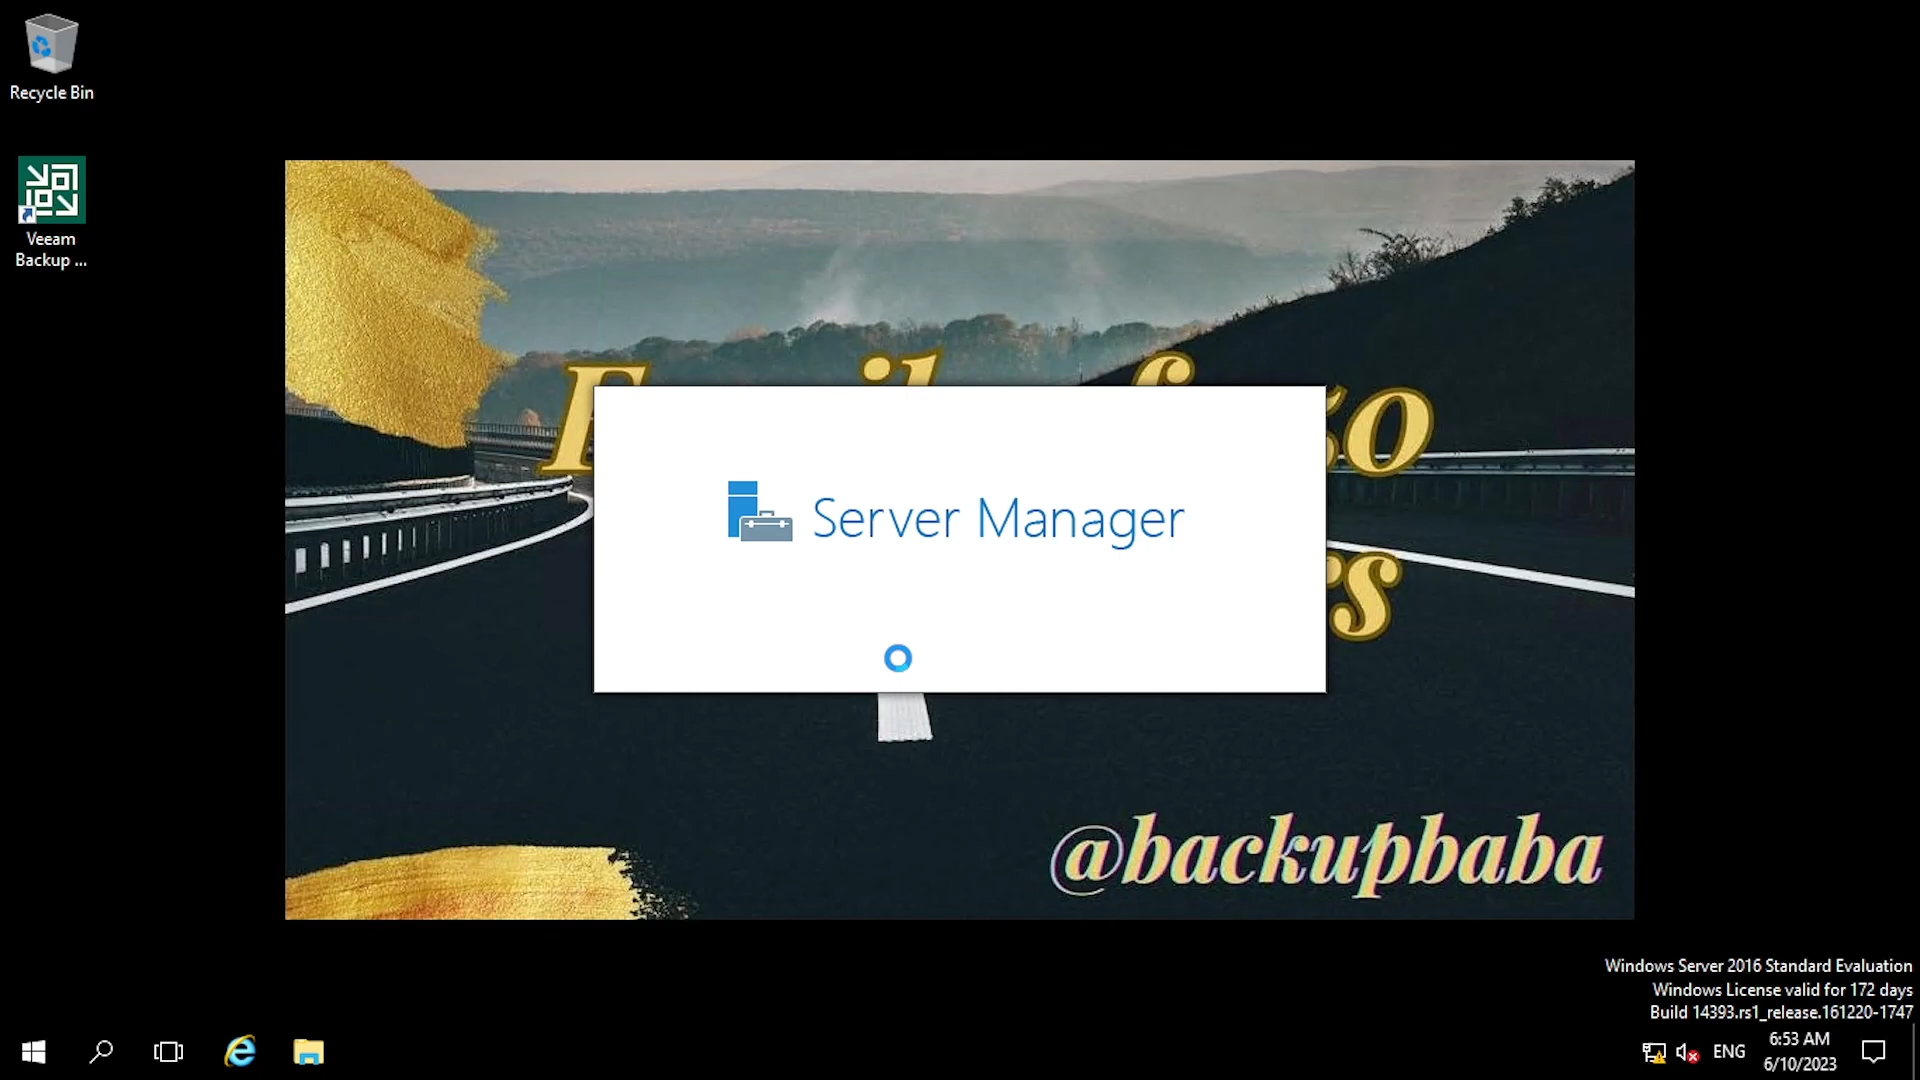 Recycle Bin
Veeam
Backup ...
Server Manager
@backupbaba
Windows Server 2016 Standard Evaluation
Windows License valid for 172 days
Build 14393.rs1_release.161220-1747
ENG
6:53 AM
6/10/2023